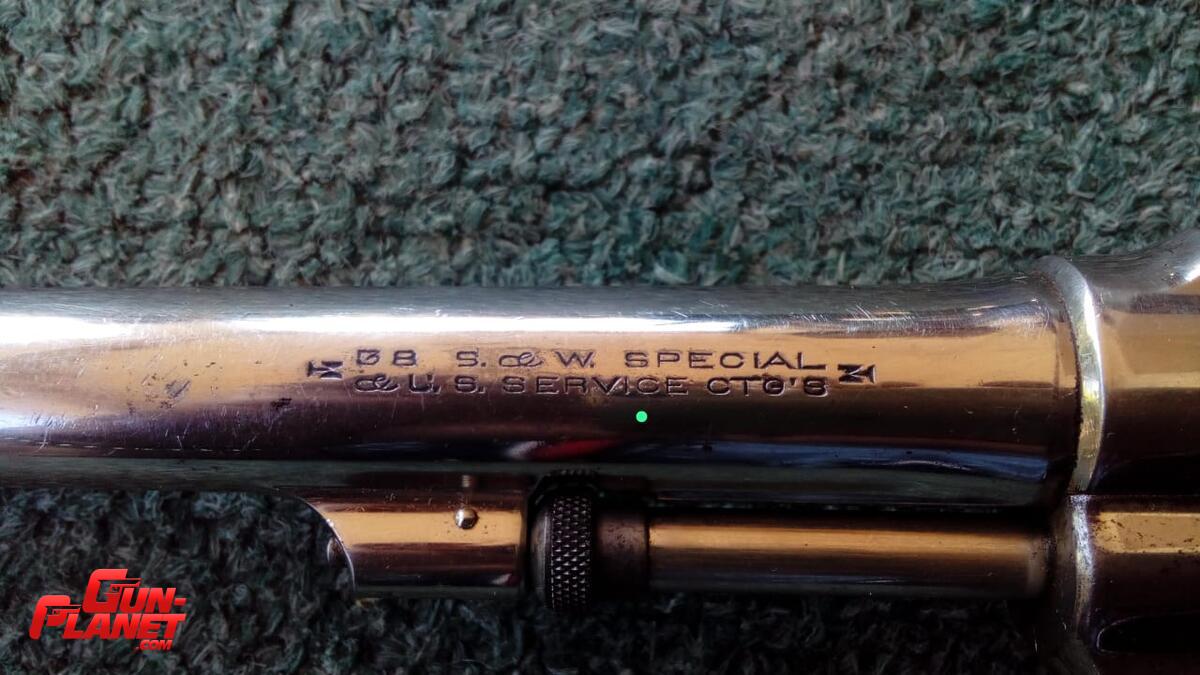 38 S. & W. SPECIAL
& U. S. SERVICE CTG'S
GUN-
PLANET
.COM